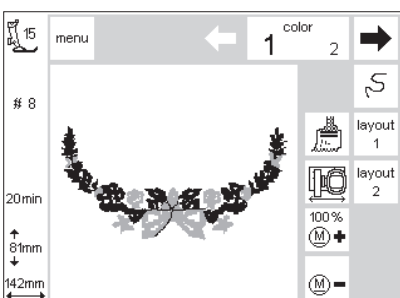 15
menu
color
1
2
# 8
layout
1
layout
2
20min
100%
M +
81mm
M -
142mm